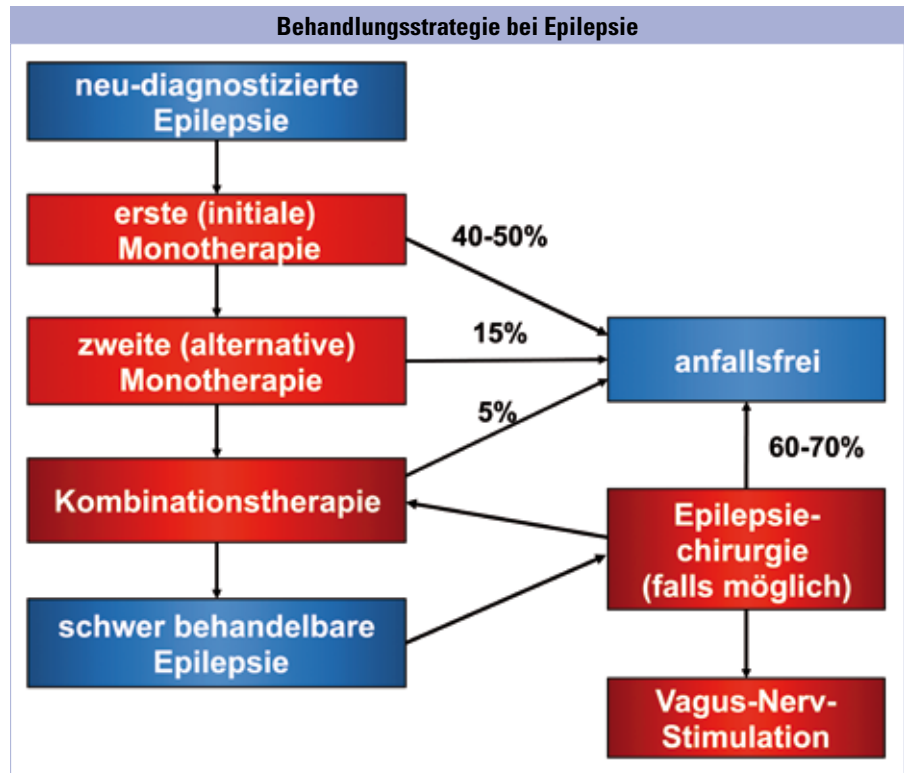 Behandlungsstrategie bei Epilepsie
neu-diagnostizierte
Epilepsie
erste (initiale)
Monotherapie
40-50%
zweite (alternative)
Monotherapie
15%
anfallsfrei
5%
60-70%
Kombinationstherapie
Epilepsie-
chirurgie
(falls möglich)
schwer behandelbare
Epilepsie
Vagus-Nerv-
Stimulation